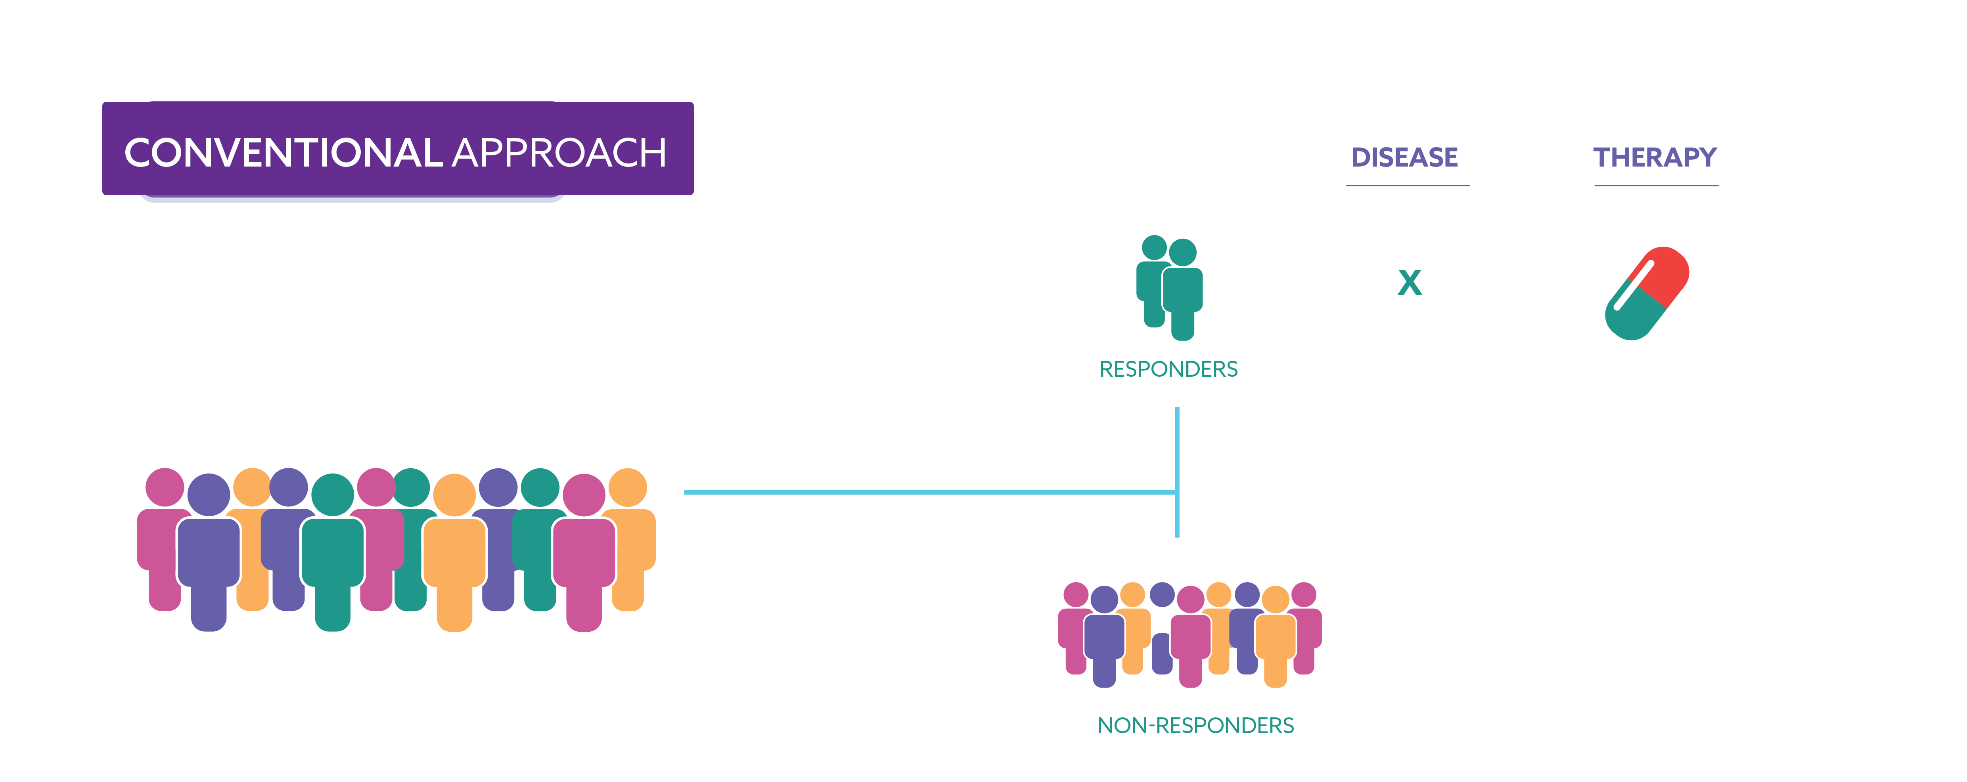 CONVENTIONAL APPROACH
DISEASE
THERAPY
X
RESPONDERS
NON-RESPONDERS